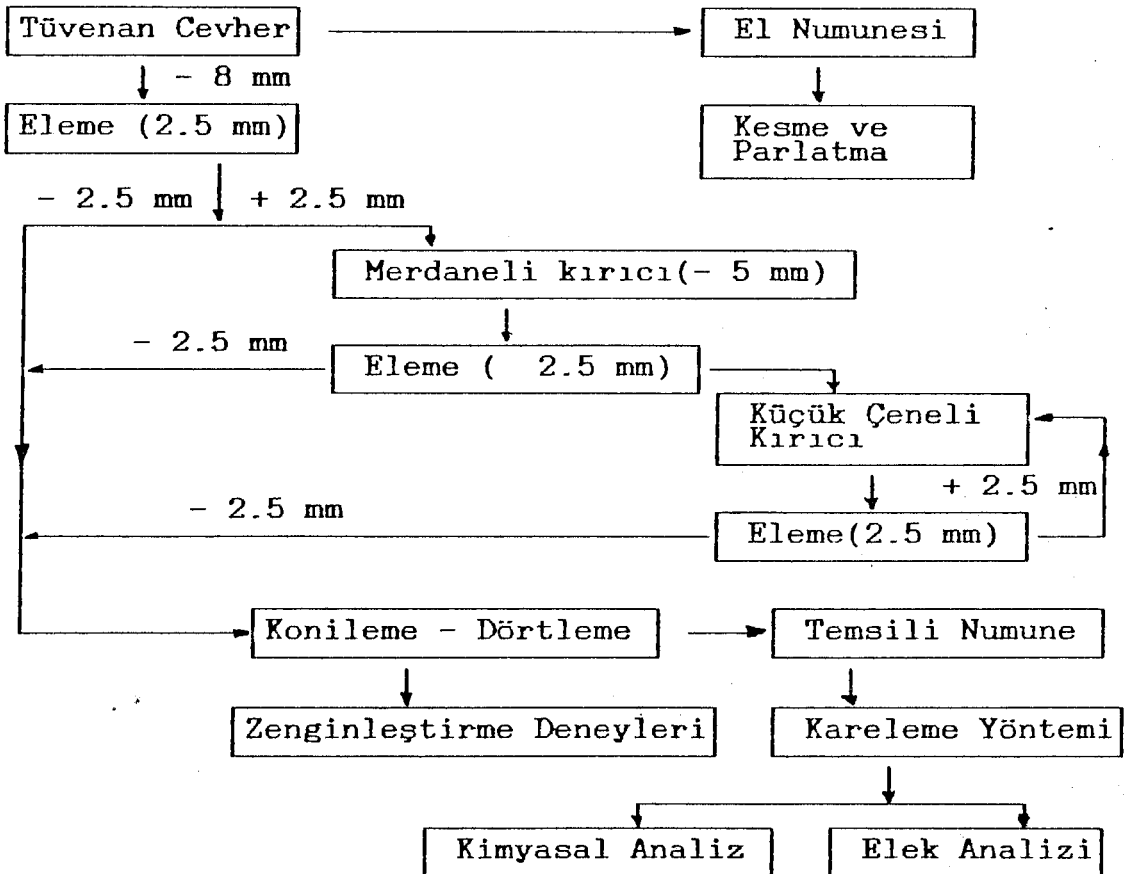 Tüvenan Cevher
El Numunesi
- 8 mm
Eleme (2.5 mm)
Kesme ve
Parlatma
- 2.5 mm
+ 2.5 mm
Merdaneli kırıcı(- 5 mm)
- 2.5 mm
Eleme ( 2.5 mm)
Küçük Çeneli
Kırıcı
+ 2.5 mm
- 2.5 mm
Eleme(2.5 mm)
Konileme - Dörtleme
Temsili Numune
Zenginleştirme Deneyleri
Kareleme Yöntemi
Kimyasal Analiz
Elek Analizi